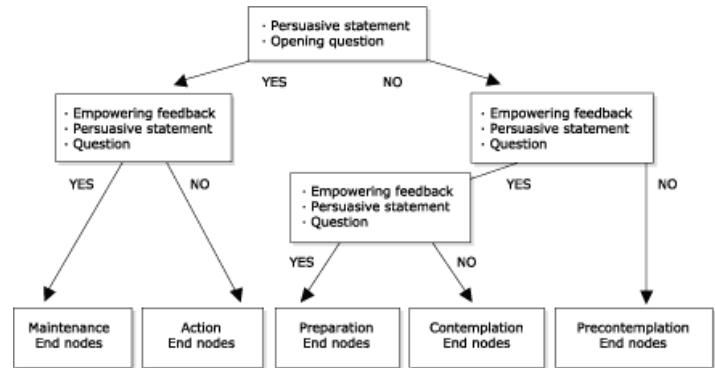 · Persuasive statement
· Opening question
YES
NO
· Empowering feedback
· Persuasive statement
· Question
· Empowering feedback
· Persuasive statement
· Question
YES
NO
YES
NO
· Empowering feedback
· Persuasive statement
· Question
YES
NO
Maintenance
End nodes
Action
End nodes
Preparation
End nodes
Contemplation
End nodes
Precontemplation
End nodes